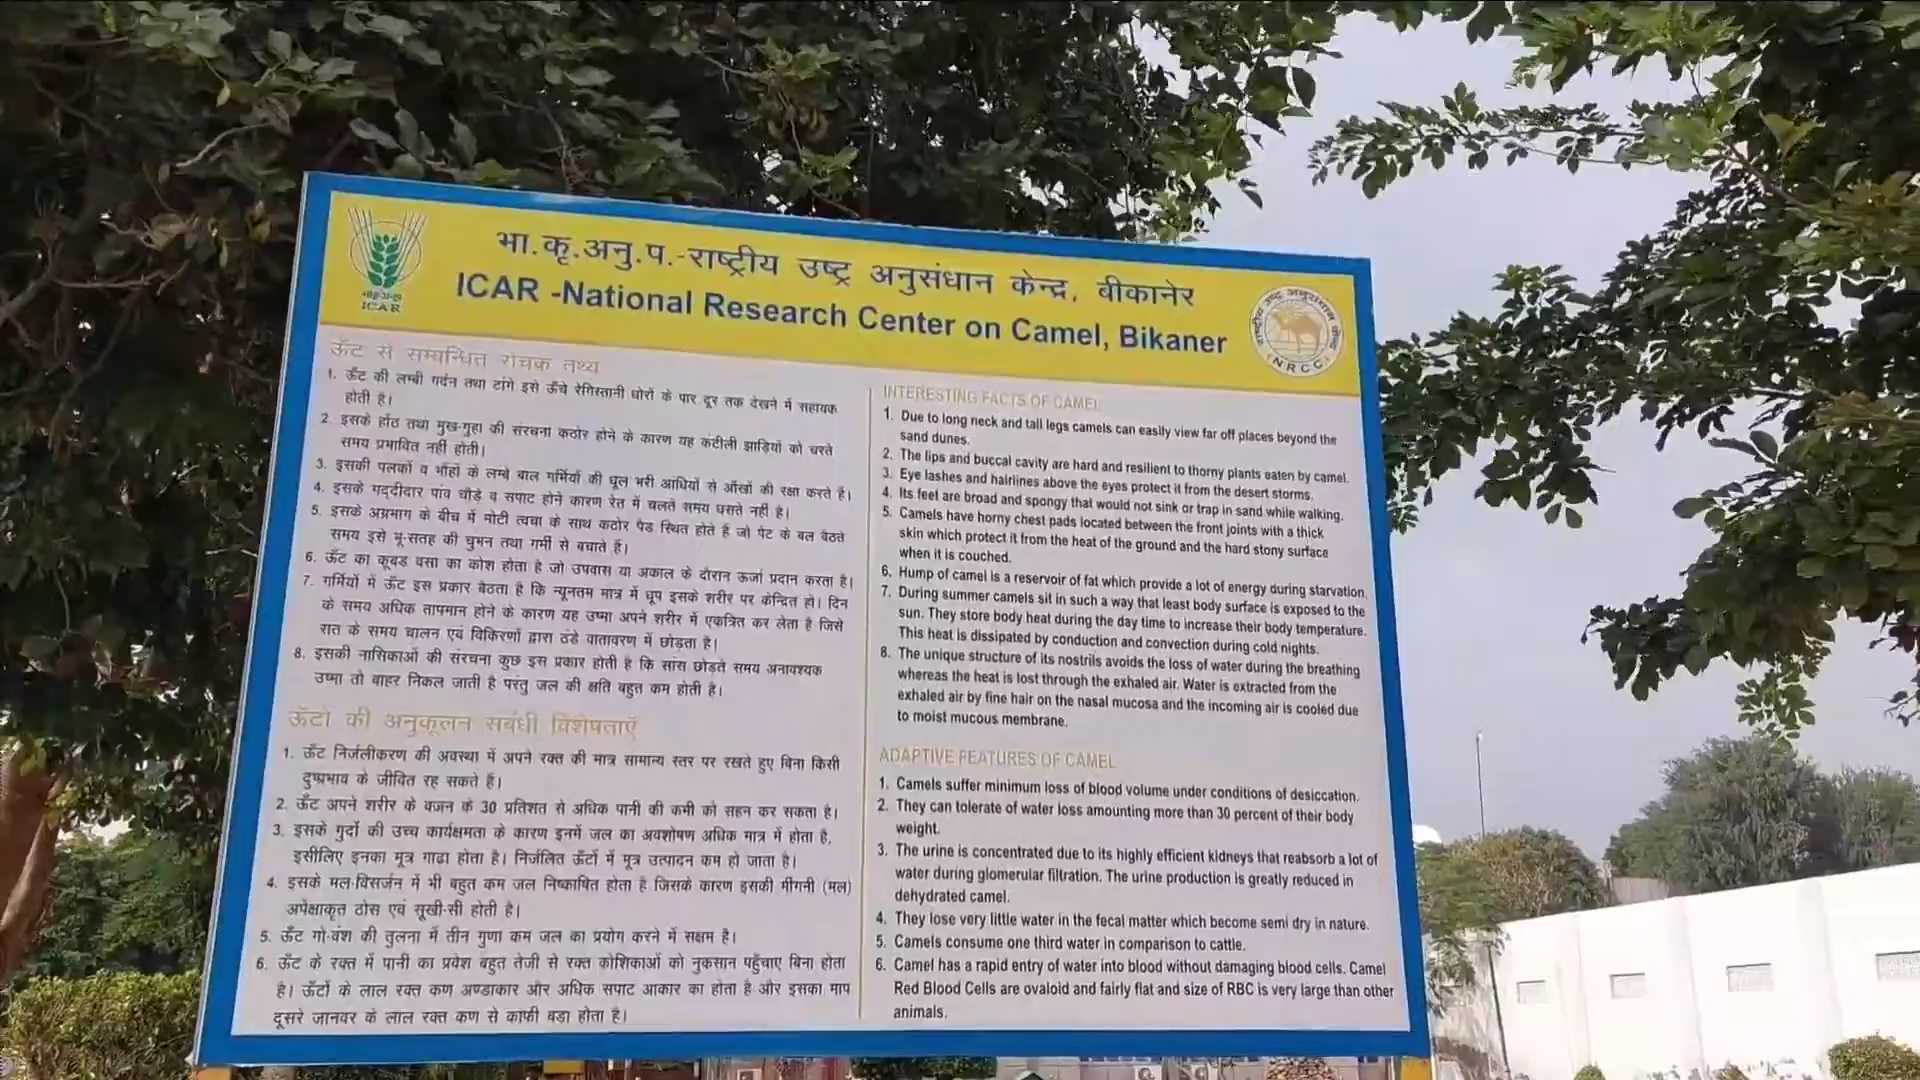 भा.कृ.अनु.प.-राष्ट्रीय उष्ट्र अनुसंधान केन्द्र, बीकानेर
ICAR -National Research Center on Camel, Bikaner
ICAR
राष्ट्रीय उष्ट्र अनुसंधान केन्द्र
NRCC
ऊँट से सम्बन्धित रोचक तथ्य
1. ऊँट की लम्बी गर्दन तथा टांगे इसे ऊँचे रेगिस्तानी धोरों के पार दूर तक देखने में सहायक
होती है।
2. इसके होंठ तथा मुख-गुहा की संरचना कठोर होने के कारण यह कंटीली झाड़ियों को चरते
समय प्रभावित नहीं होती।
3. इसकी पलकों व भौंहों के लम्बे बाल गर्मियों की धूल भरी आंधियों से आँखों की रक्षा करते हैं।
4. इसके गद्दीदार पांव चौड़े व सपाट होने कारण रेत में चलते समय धसते नहीं है।
5. इसके अग्रभाग के बीच में मोटी त्वचा के साथ कठोर पैड स्थित होते हैं जो पेट के बल बैठते
समय इसे भू-सतह की चुभन तथा गर्मी से बचाते हैं।
6. ऊँट का कूबड़ वसा का कोश होता है जो उपवास या अकाल के दौरान ऊर्जा प्रदान करता है।
7. गर्मियों में ऊँट इस प्रकार बैठता है कि न्यूनतम मात्र में धूप इसके शरीर पर केन्द्रित हो। दिन
के समय अधिक तापमान होने के कारण यह उष्मा अपने शरीर में एकत्रित कर लेता है जिसे
रात के समय चालन एवं विकिरणों द्वारा ठंडे वातावरण में छोड़ता है।
8. इसकी नासिकाओं की संरचना कुछ इस प्रकार होती है कि सांस छोड़ते समय अनावश्यक
उष्मा तो बाहर निकल जाती है परंतु जल की क्षति बहुत कम होती है।
ऊँटों की अनुकूलन सबंधी विशेषताएँ
1. ऊँट निर्जलीकरण की अवस्था में अपने रक्त की मात्र सामान्य स्तर पर रखते हुए बिना किसी
दुष्प्रभाव के जीवित रह सकते हैं।
2. ऊँट अपने शरीर के वजन के 30 प्रतिशत से अधिक पानी की कमी को सहन कर सकता है।
3. इसके गुर्दो की उच्च कार्यक्षमता के कारण इनमें जल का अवशोषण अधिक मात्र में होता है,
इसीलिए इनका मूत्र गाढा होता है। निर्जलित ऊँटों में मूत्र उत्पादन कम हो जाता है।
4. इसके मल-विसर्जन में भी बहुत कम जल निष्काषित होता है जिसके कारण इसकी मींगनी (मल)
अपेक्षाकृत ठोस एवं सूखी-सी होती है।
5. ऊँट गो-वंश की तुलना में तीन गुणा कम जल का प्रयोग करने में सक्षम है।
6. ऊँट के रक्त में पानी का प्रवेश बहुत तेजी से रक्त कोशिकाओं को नुकसान पहुँचाए बिना होता
है। ऊँटों के लाल रक्त कण अण्डाकार और अधिक सपाट आकार का होता है और इसका माप
दूसरे जानवर के लाल रक्त कण से काफी बड़ा होता है।
INTERESTING FACTS OF CAMEL
1. Due to long neck and tall legs camels can easily view far off places beyond the
sand dunes.
2. The lips and buccal cavity are hard and resilient to thorny plants eaten by camel.
3. Eye lashes and hairlines above the eyes protect it from the desert storms.
4. Its feel are broad and spongy that would not sink or trap in sand while walking.
5. Camels have horny chest pads located between the front joints with a thick
skin which protect it from the heat of the ground and the hard stony surface
when it is couched.
6. Hump of camel is a reservoir of fat which provide a lot of energy during starvation.
7. During summer camels sit in such a way that least body surface is exposed to the
sun. They store body heat during the day time to increase their body temperature.
This heat is dissipated by conduction and convection during cold nights.
8. The unique structure of its nostrils avoids the loss of water during the breathing
whereas the heat is lost through the exhaled air. Water is extracted from the
exhaled air by fine hair on the nasal mucosa and the incoming air is cooled due
to moist mucous membrane.
ADAPTIVE FEATURES OF CAMEL
1. Camels suffer minimum loss of blood volume under conditions of desiccation.
2. They can tolerate of water loss amounting more than 30 percent of their body
weight.
3. The urine is concentrated due to its highly efficient kidneys that reabsorb a lot of
water during glomerular filtration. The urine production is greatly reduced in
dehydrated camel.
4. They lose very little water in the fecal matter which become semi dry in nature.
5. Camels consume one third water in comparison to cattle.
6. Camel has a rapid entry of water into blood without damaging blood cells. Camel
Red Blood Cells are ovaloid and fairly flat and size of RBC is very large than other
animals.